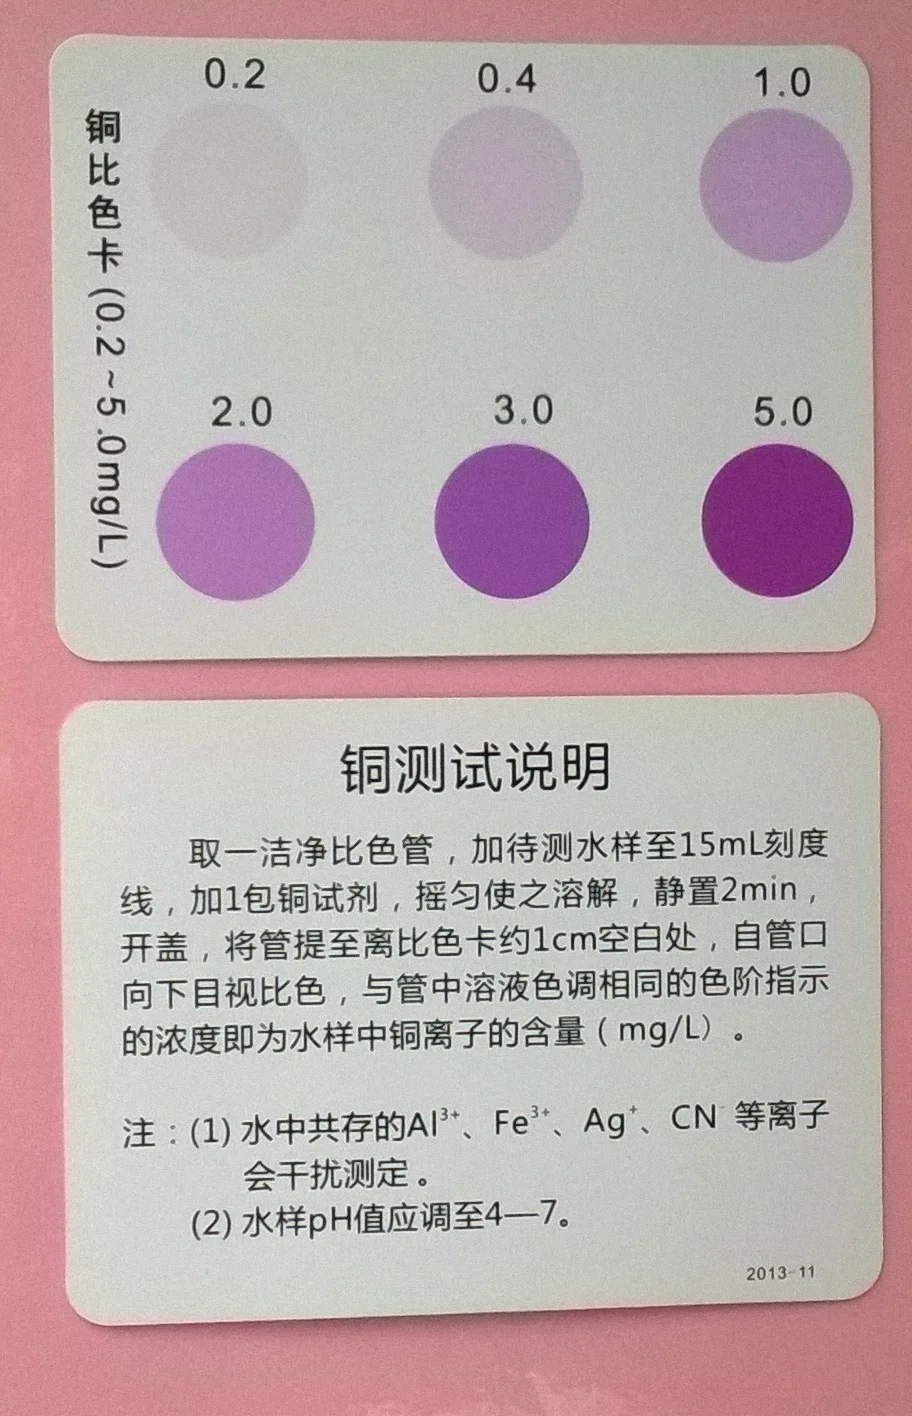 铜比色卡 (0.2~5.0mg/L)
0.2 0.4 1.0
2.0 3.0 5.0
铜测试说明
取一洁净比色管，加待测水样至15mL刻度
线，加1包铜试剂，摇匀使之溶解，静置2min，
开盖，将管提至离比色卡约1cm空白处，自管口
向下目视比色，与管中溶液色调相同的色阶指示
的浓度即为水样中铜离子的含量（mg/L）。
注：(1) 水中共存的Al³⁺、Fe³⁺、Ag⁺、CN⁻ 等离子
会干扰测定。
(2) 水样pH值应调至4—7。
2013-11